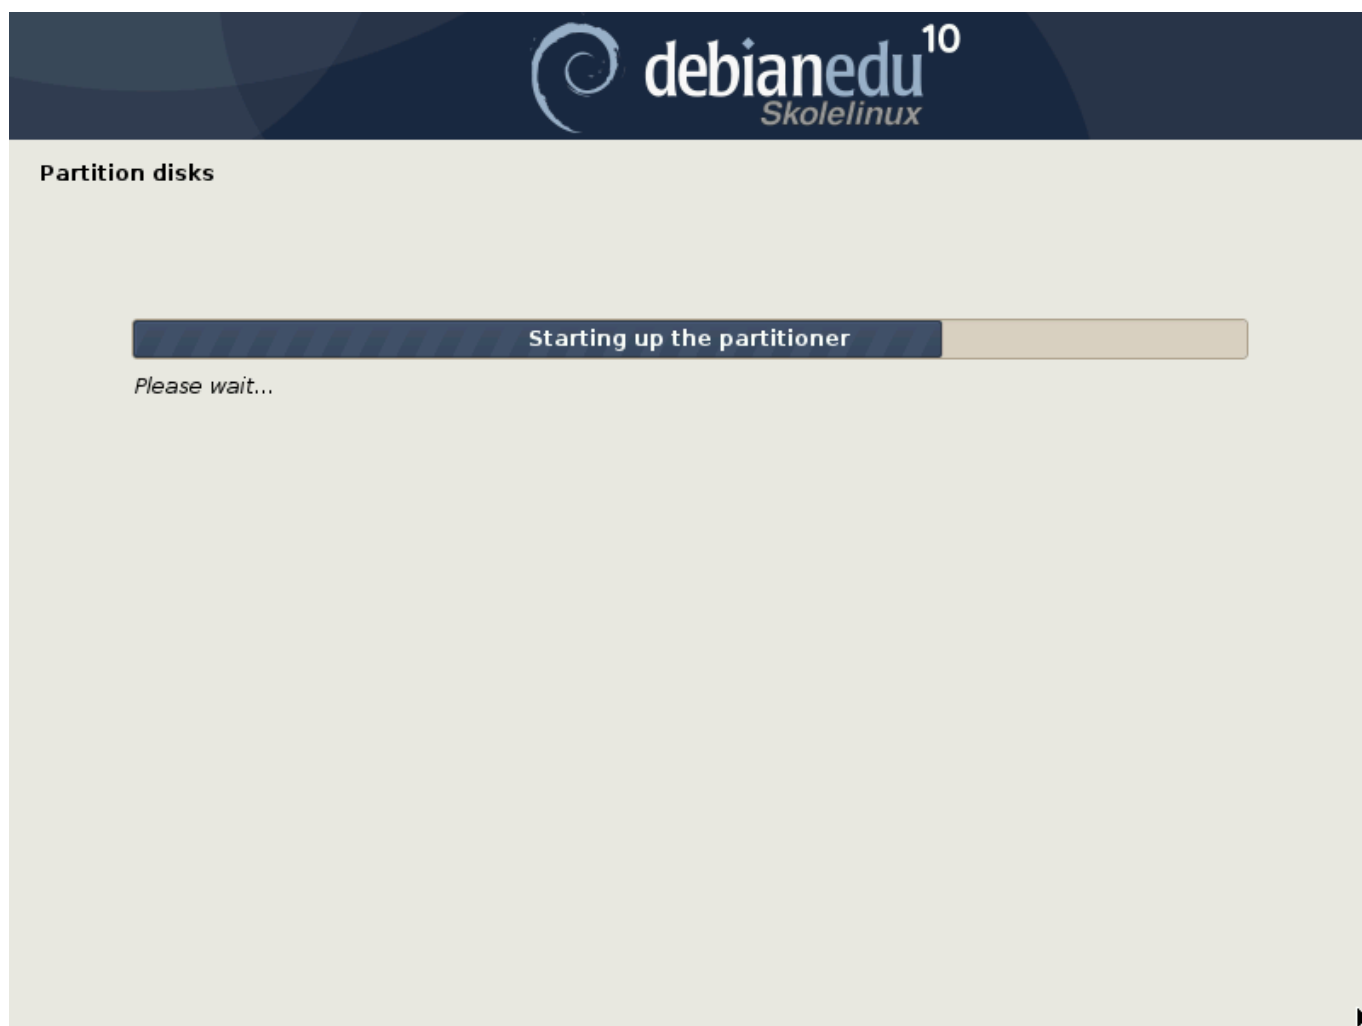 debianedu 10
Skolelinux
Partition disks
Starting up the partitioner
Please wait...